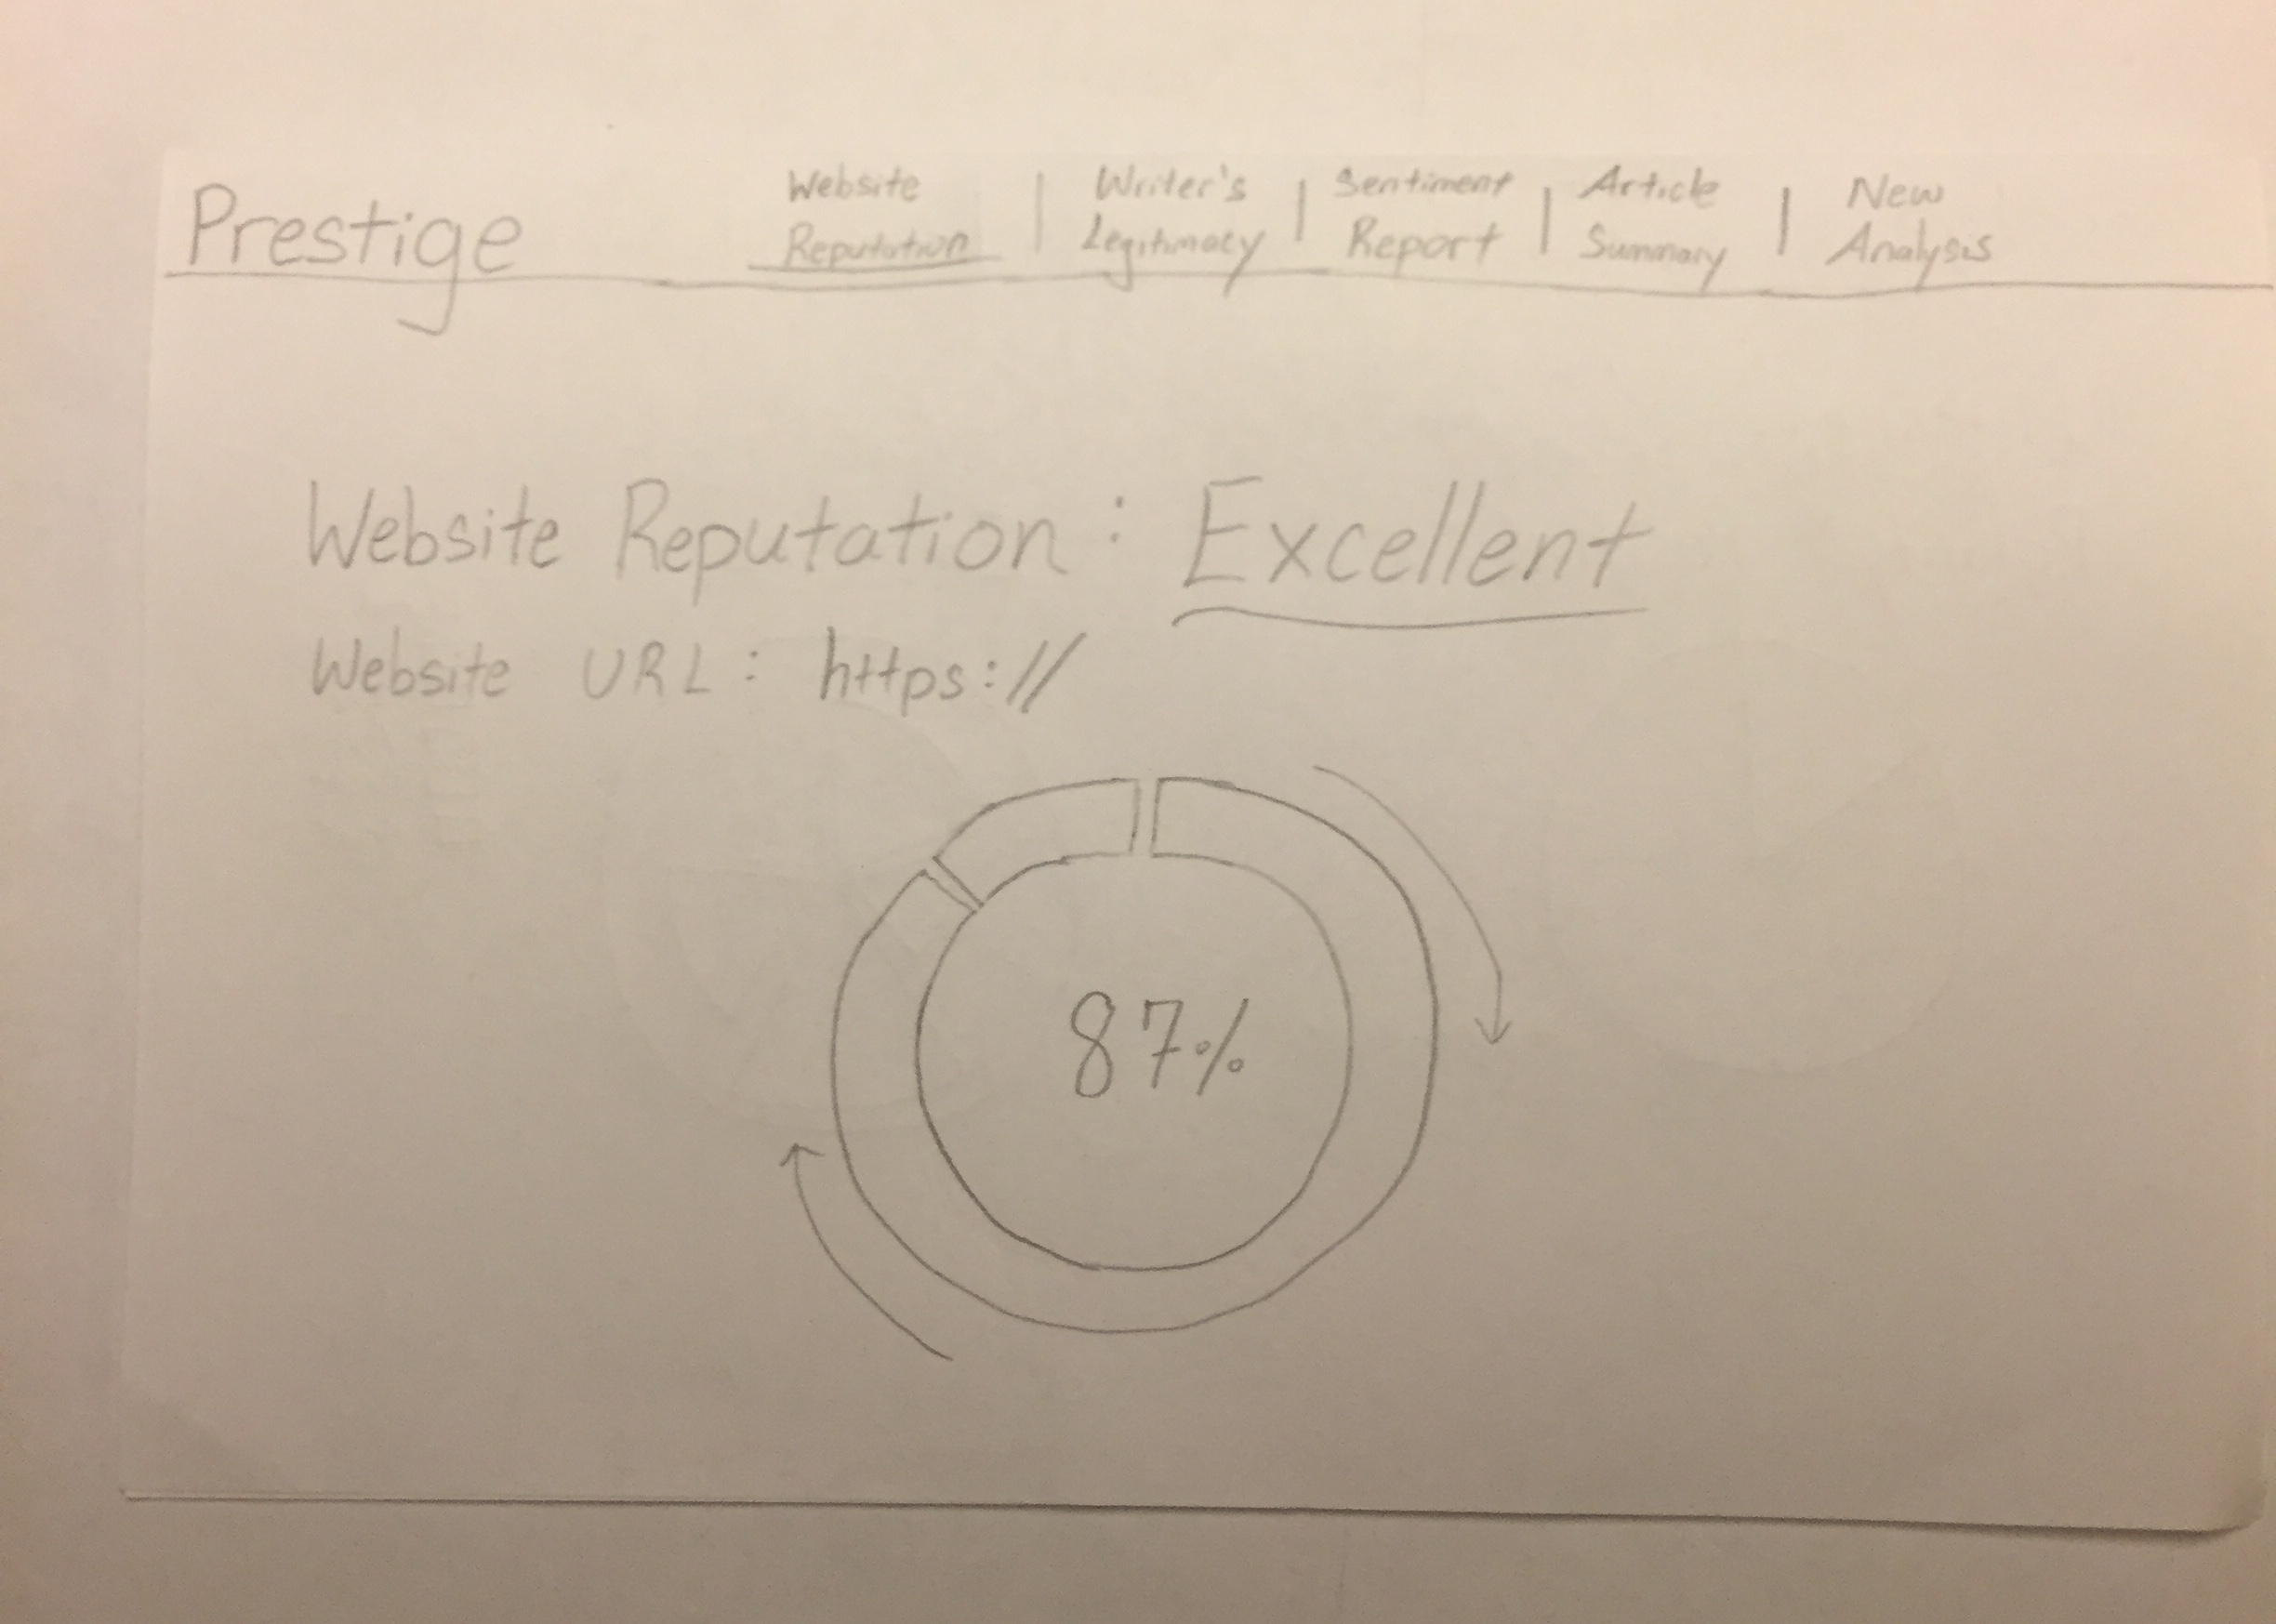 Prestige
Website Reputation | Writer's Legitimacy | Sentiment Report | Article Summary | New Analysis
Website Reputation: Excellent
Website URL: https://
87%